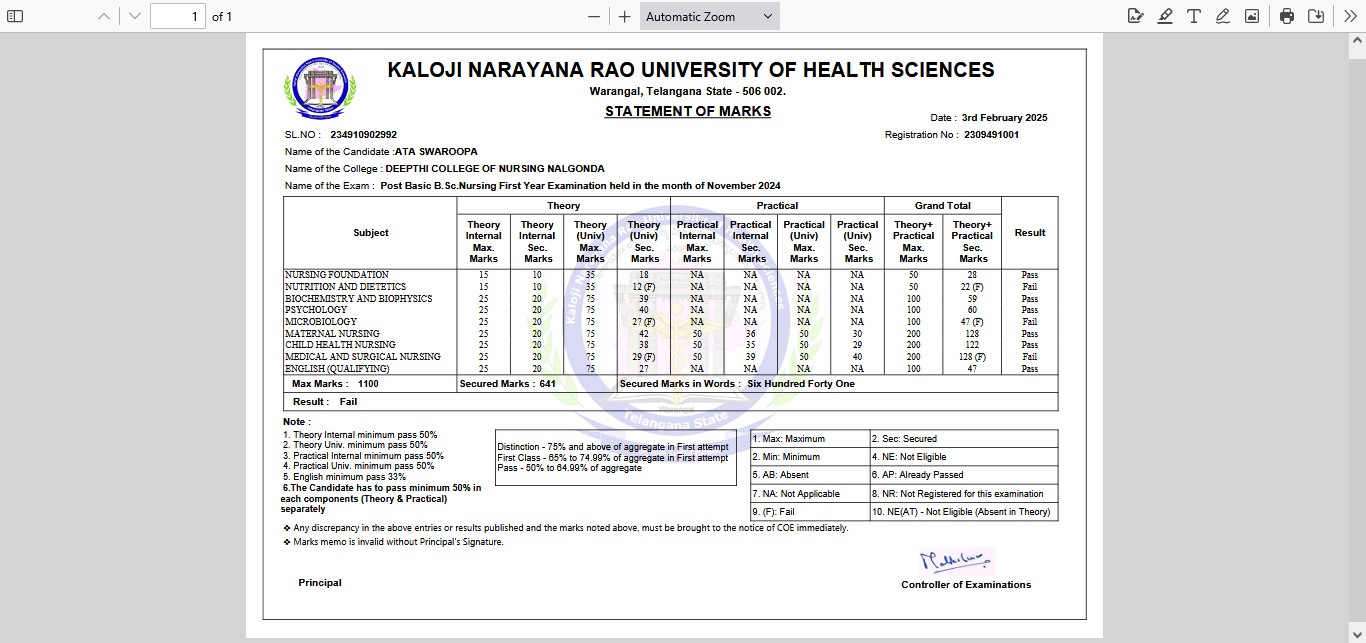 1 of 1 Automatic Zoom
KALOJI NARAYANA RAO UNIVERSITY OF HEALTH SCIENCES
Warangal, Telangana State - 506 002.
STATEMENT OF MARKS
Date : 3rd February 2025
SL.NO : 234910902992 Registration No : 2309491001
Name of the Candidate :ATA SWAROOPA
Name of the College : DEEPTHI COLLEGE OF NURSING NALGONDA
Name of the Exam : Post Basic B.Sc.Nursing First Year Examination held in the month of November 2024
Subject Theory Practical Grand Total Result
Theory Internal Max. Marks Theory Internal Sec. Marks Theory (Univ) Max. Marks Theory (Univ) Sec. Marks Practical Internal Max. Marks Practical Internal Sec. Marks Practical (Univ) Max. Marks Practical (Univ) Sec. Marks Theory+ Practical Max. Marks Theory+ Practical Sec. Marks
NURSING FOUNDATION 15 10 35 18 NA NA NA NA 50 28 Pass
NUTRITION AND DIETETICS 15 10 35 12 (F) NA NA NA NA 50 22 (F) Fail
BIOCHEMISTRY AND BIOPHYSICS 25 20 75 39 NA NA NA NA 100 59 Pass
PSYCHOLOGY 25 20 75 40 NA NA NA NA 100 60 Pass
MICROBIOLOGY 25 20 75 27 (F) NA NA NA NA 100 47 (F) Fail
MATERNAL NURSING 25 20 75 42 50 36 50 30 200 128 Pass
CHILD HEALTH NURSING 25 20 75 38 50 35 50 29 200 122 Pass
MEDICAL AND SURGICAL NURSING 25 20 75 29 (F) 50 39 50 40 200 128 (F) Fail
ENGLISH (QUALIFYING) 25 20 75 27 NA NA NA NA 100 47 Pass
Max Marks : 1100 Secured Marks : 641 Secured Marks in Words : Six Hundred Forty One
Result : Fail
Warangal
Telangana State
Note :
1. Theory Internal minimum pass 50%
2. Theory Univ. minmum pass 50%
3. Practical Internal minimum pass 50%
4. Practical Univ. minimum pass 50%
5. English minimum pass 33%
6.The Candidate has to pass minimum 50% in
each components (Theory & Practical)
separately
Distinction - 75% and above of aggregate in First attempt
First Class - 65% to 74.99% of aggregate in First attempt
Pass - 50% to 64.99% of aggregate
1. Max: Maximum 2. Sec: Secured
2. Min: Minimum 4. NE: Not Eligible
5. AB: Absent 6. AP: Already Passed
7. NA: Not Applicable 8. NR: Not Registered for this examination
9. (F): Fail 10. NE(AT) - Not Eligible (Absent in Theory)
❖ Any discrepancy in the above entries or results published and the marks noted above, must be brought to the notice of COE immediately.
❖ Marks memo is invalid without Principal's Signature.
Principal Controller of Examinations